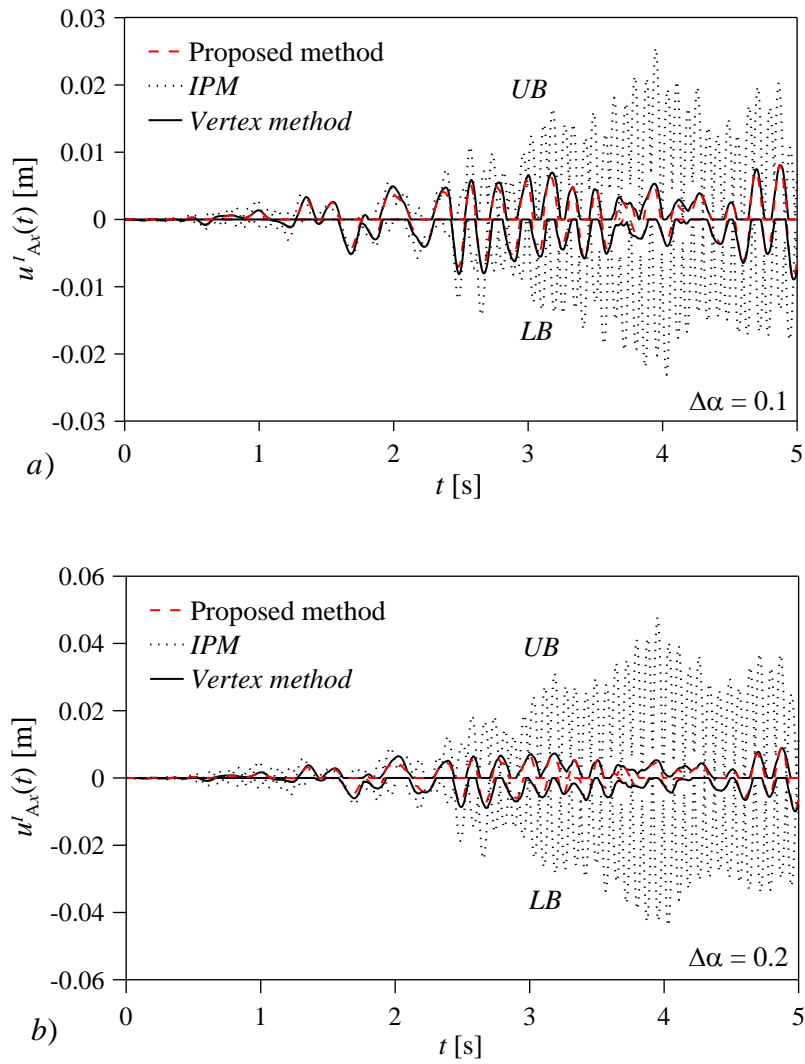 0.03
0.02
0.01
0
-0.01
-0.02
-0.03
u^I_Ax(t) [m]
Proposed method
IPM
Vertex method
UB
LB
Δα = 0.1
0 1 2 3 4 5
t [s]
a)
0.06
0.04
0.02
0
-0.02
-0.04
-0.06
u^I_Ax(t) [m]
Proposed method
IPM
Vertex method
UB
LB
Δα = 0.2
0 1 2 3 4 5
t [s]
b)